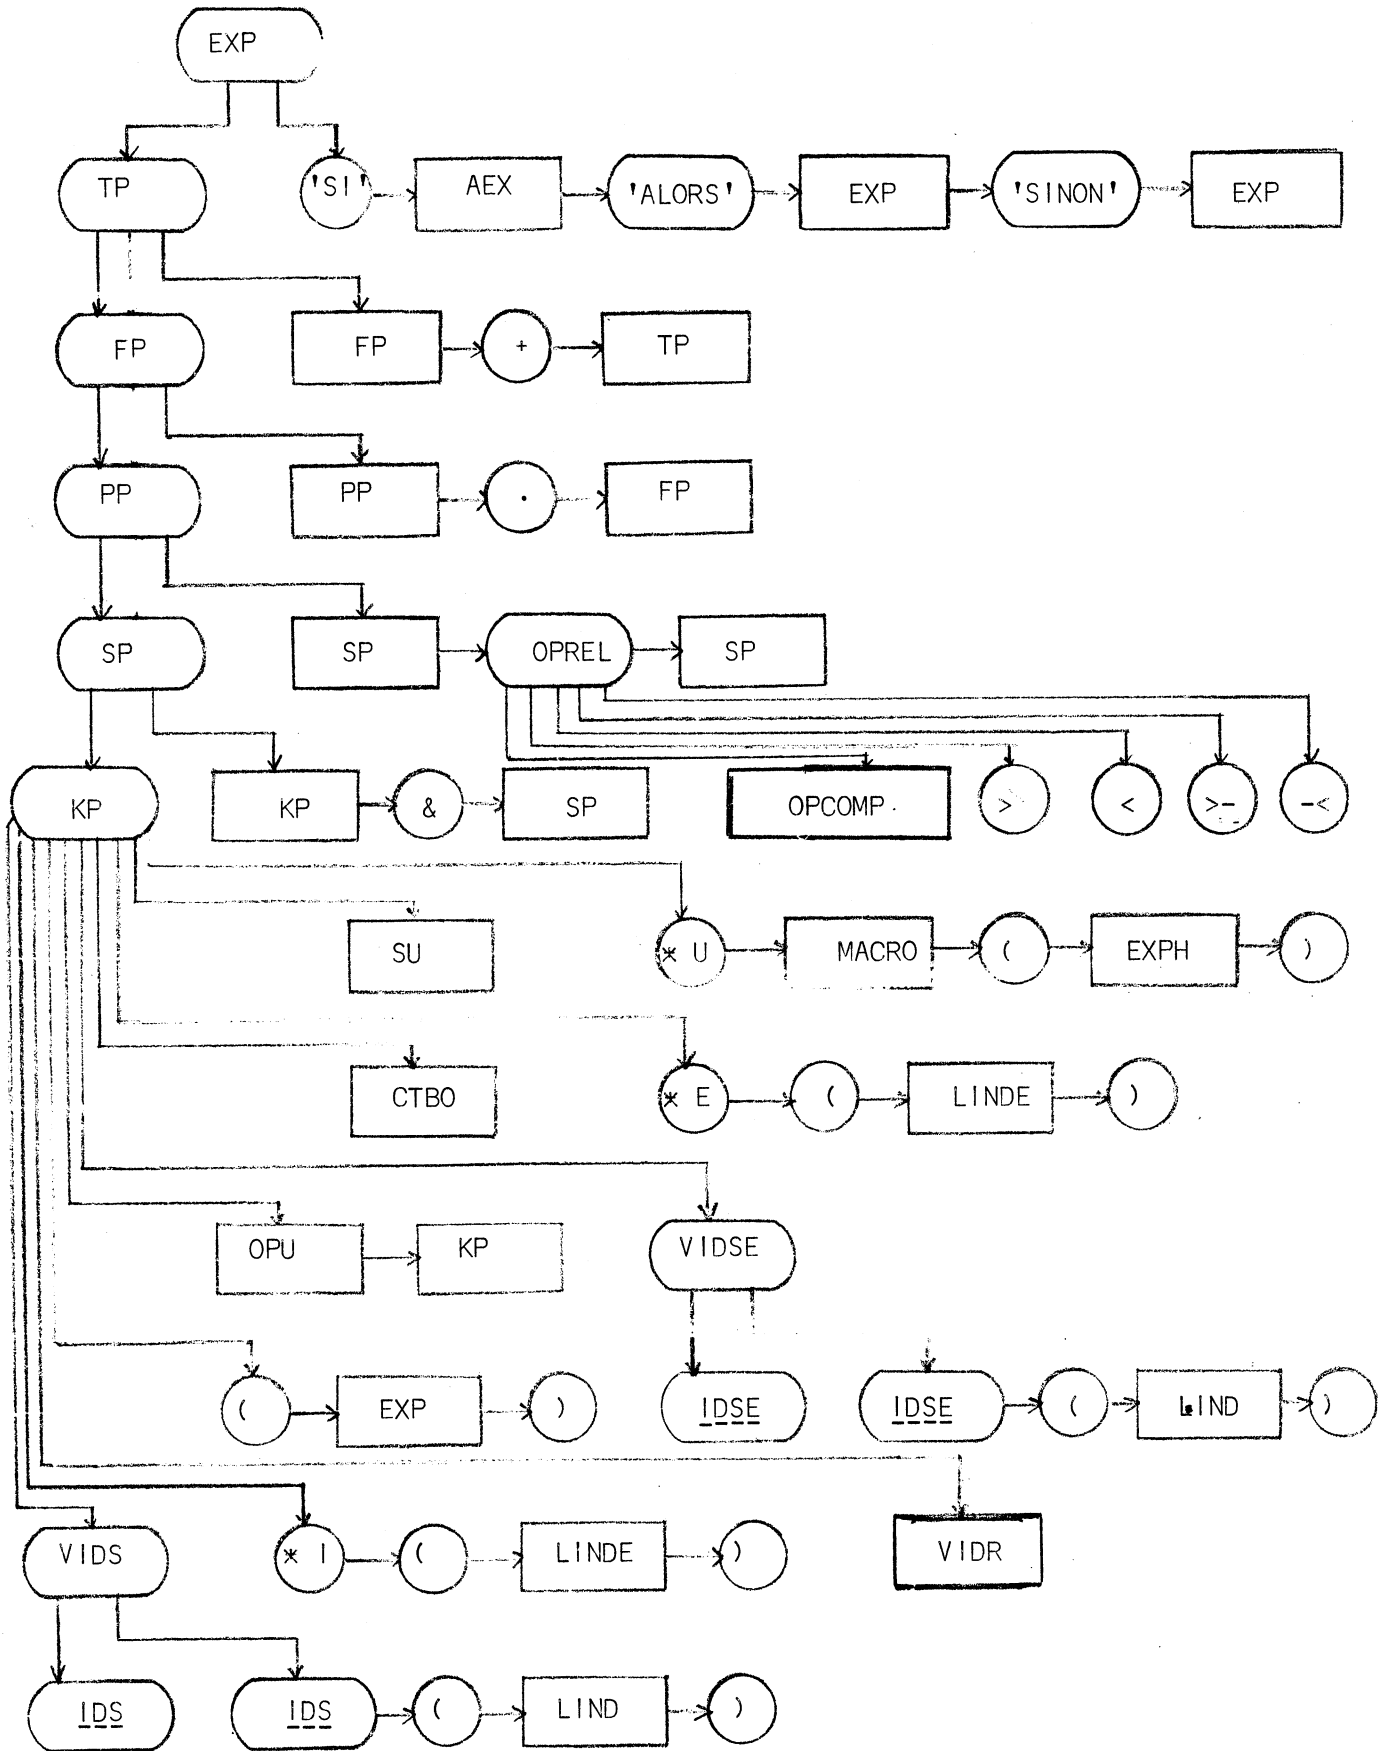 EXP
TP 'SI' AEX 'ALORS' EXP 'SINON' EXP
FP FP + TP
PP PP . FP
SP SP OPREL SP
KP KP & SP OPCOMP. > < >- -<
SU * U MACRO ( EXPH )
CTBO * E ( LINDE )
OPU KP VIDSE
( EXP ) IDSE IDSE ( LIND )
VIDS * I ( LINDE ) VIDR
IDS IDS ( LIND )